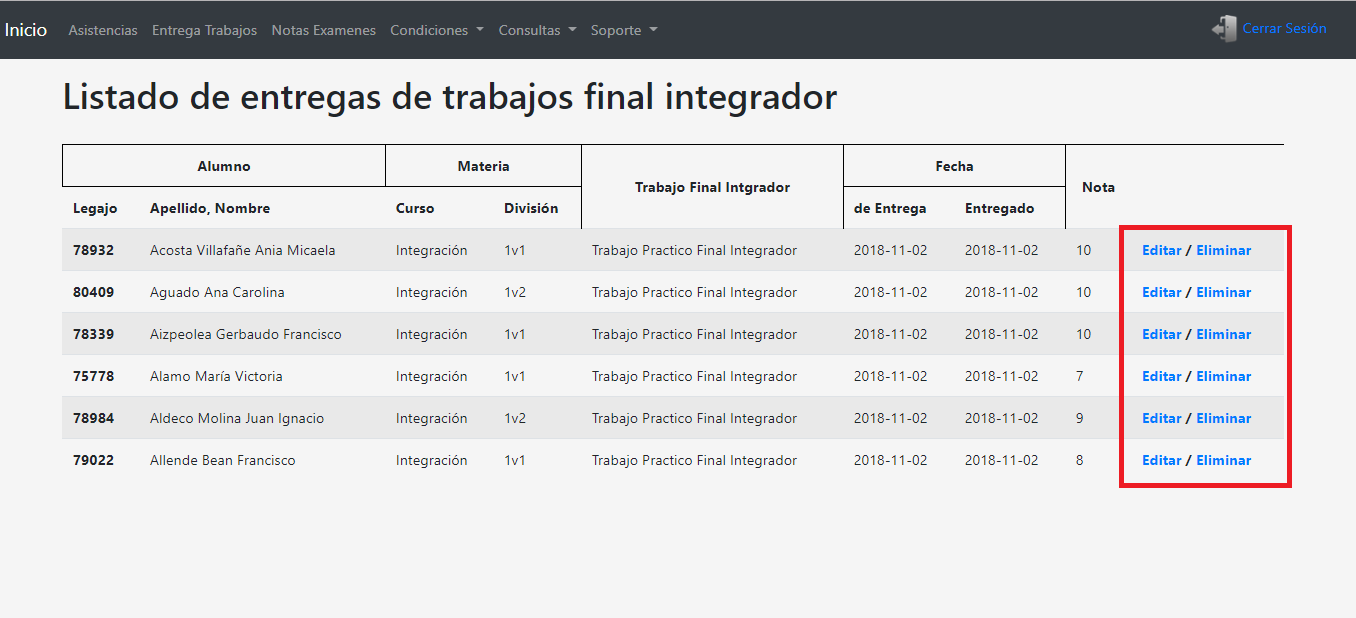 Inicio Asistencias Entrega Trabajos Notas Examenes Condiciones Consultas Soporte Cerrar Sesión
Listado de entregas de trabajos final integrador
Alumno Materia Trabajo Final Intgrador Fecha Nota
Legajo Apellido, Nombre Curso División de Entrega Entregado
78932 Acosta Villafañe Ania Micaela Integración 1v1 Trabajo Practico Final Integrador 2018-11-02 2018-11-02 10 Editar / Eliminar
80409 Aguado Ana Carolina Integración 1v2 Trabajo Practico Final Integrador 2018-11-02 2018-11-02 10 Editar / Eliminar
78339 Aizpeolea Gerbaudo Francisco Integración 1v1 Trabajo Practico Final Integrador 2018-11-02 2018-11-02 10 Editar / Eliminar
75778 Alamo María Victoria Integración 1v1 Trabajo Practico Final Integrador 2018-11-02 2018-11-02 7 Editar / Eliminar
78984 Aldeco Molina Juan Ignacio Integración 1v2 Trabajo Practico Final Integrador 2018-11-02 2018-11-02 9 Editar / Eliminar
79022 Allende Bean Francisco Integración 1v1 Trabajo Practico Final Integrador 2018-11-02 2018-11-02 8 Editar / Eliminar